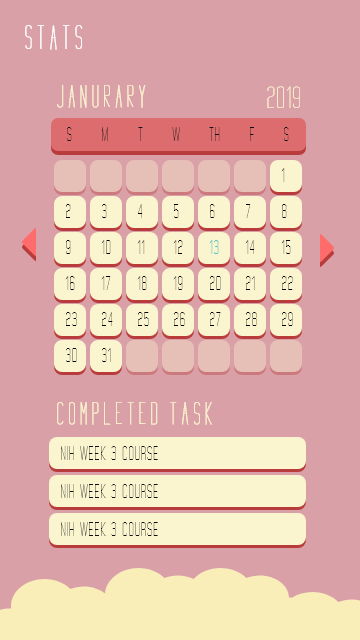 STATS
JANURARY 2019
S M T W TH F S
1
2 3 4 5 6 7 8
9 10 11 12 13 14 15
16 17 18 19 20 21 22
23 24 25 26 27 28 29
30 31
COMPLETED TASK
NIH WEEK 3 COURSE
NIH WEEK 3 COURSE
NIH WEEK 3 COURSE